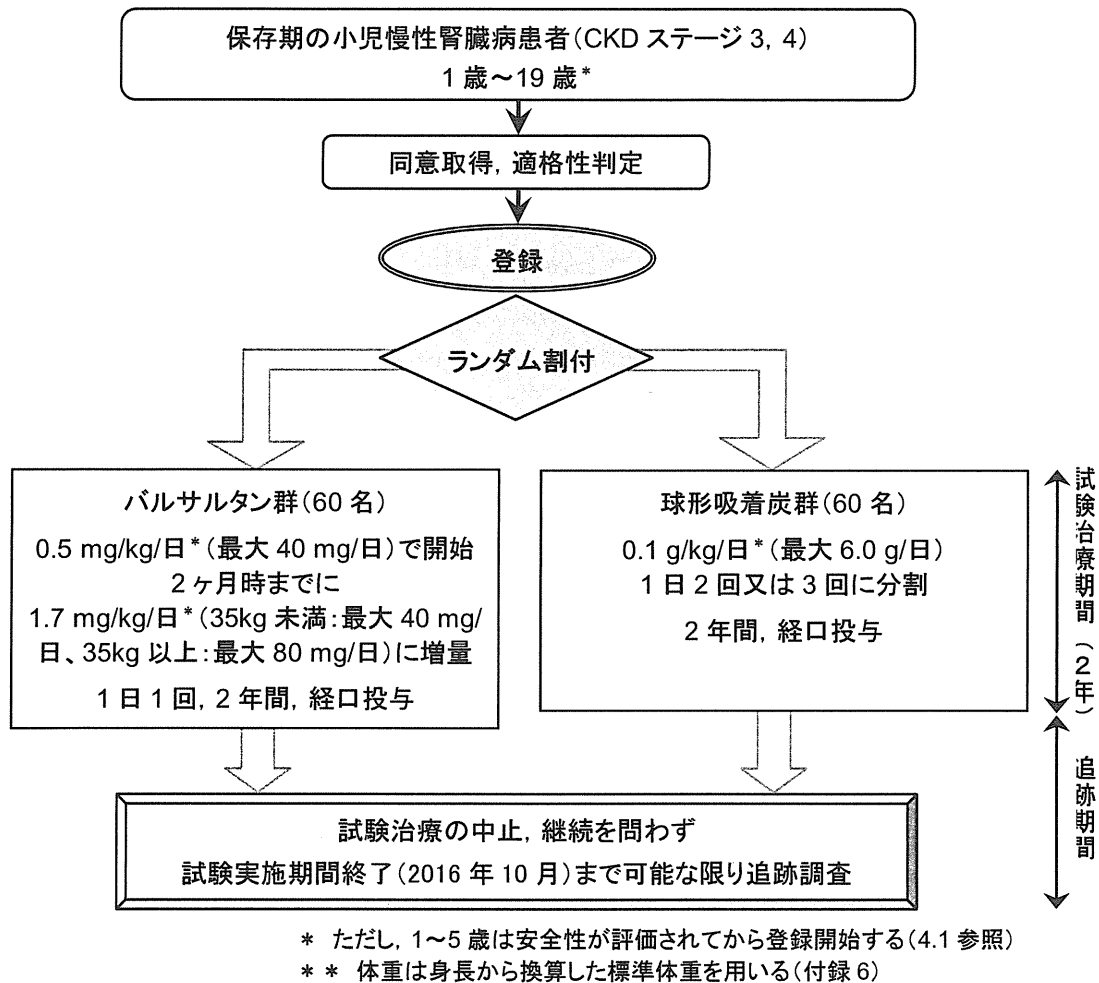 保存期の小児慢性腎臓病患者（CKD ステージ 3，4）
1 歳～19 歳*
同意取得，適格性判定
登録
ランダム割付
バルサルタン群（60 名）
0.5 mg/kg/日*（最大 40 mg/日）で開始
2 ヶ月時までに
1.7 mg/kg/日*（35kg 未満：最大 40 mg/
日、35kg 以上：最大 80 mg/日）に増量
1 日 1 回，2 年間，経口投与
球形吸着炭群（60 名）
0.1 g/kg/日*（最大 6.0 g/日）
1 日 2 回又は 3 回に分割
2 年間，経口投与
試験治療期間（2年）
追跡期間
試験治療の中止，継続を問わず
試験実施期間終了（2016 年 10 月）まで可能な限り追跡調査
* ただし，1～5 歳は安全性が評価されてから登録開始する（4.1 参照）
* * 体重は身長から換算した標準体重を用いる（付録 6）